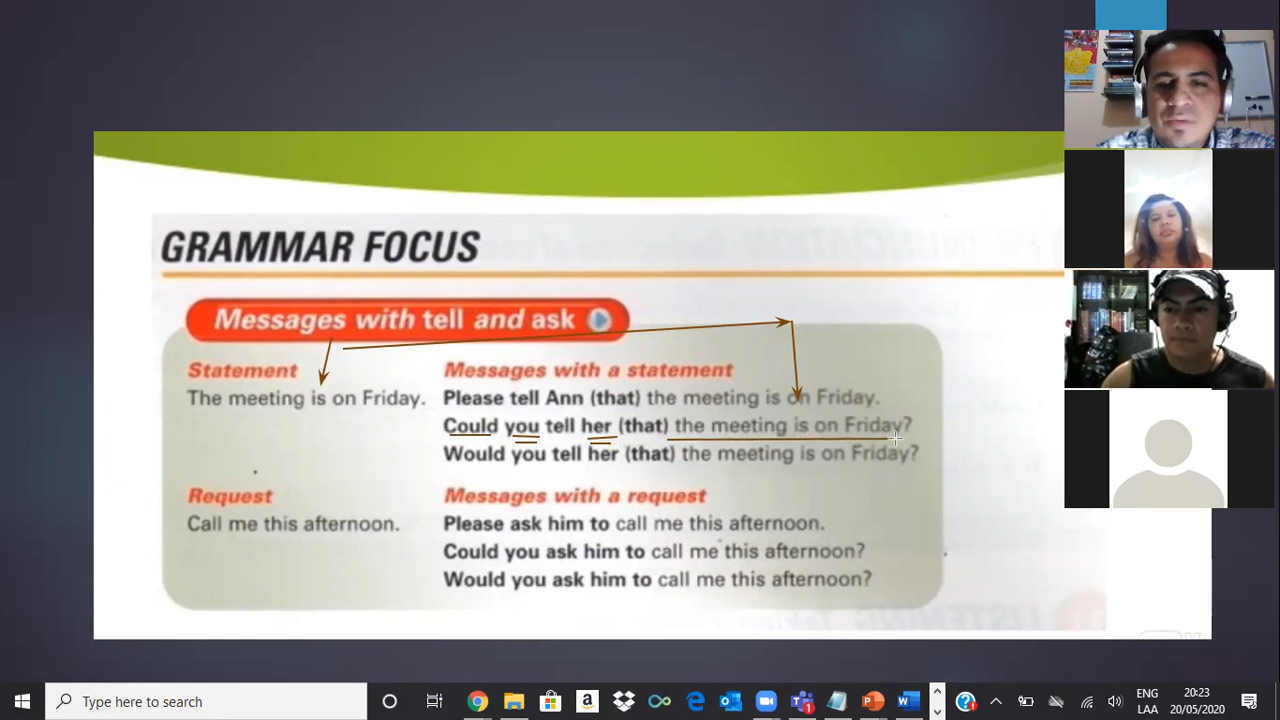 GRAMMAR FOCUS
Messages with tell and ask
Statement
The meeting is on Friday.
Messages with a statement
Please tell Ann (that) the meeting is on Friday.
Could you tell her (that) the meeting is on Friday?
Would you tell her (that) the meeting is on Friday?
Request
Call me this afternoon.
Messages with a request
Please ask him to call me this afternoon.
Could you ask him to call me this afternoon?
Would you ask him to call me this afternoon?
Type here to search
ENG
LAA
20:23
20/05/2020